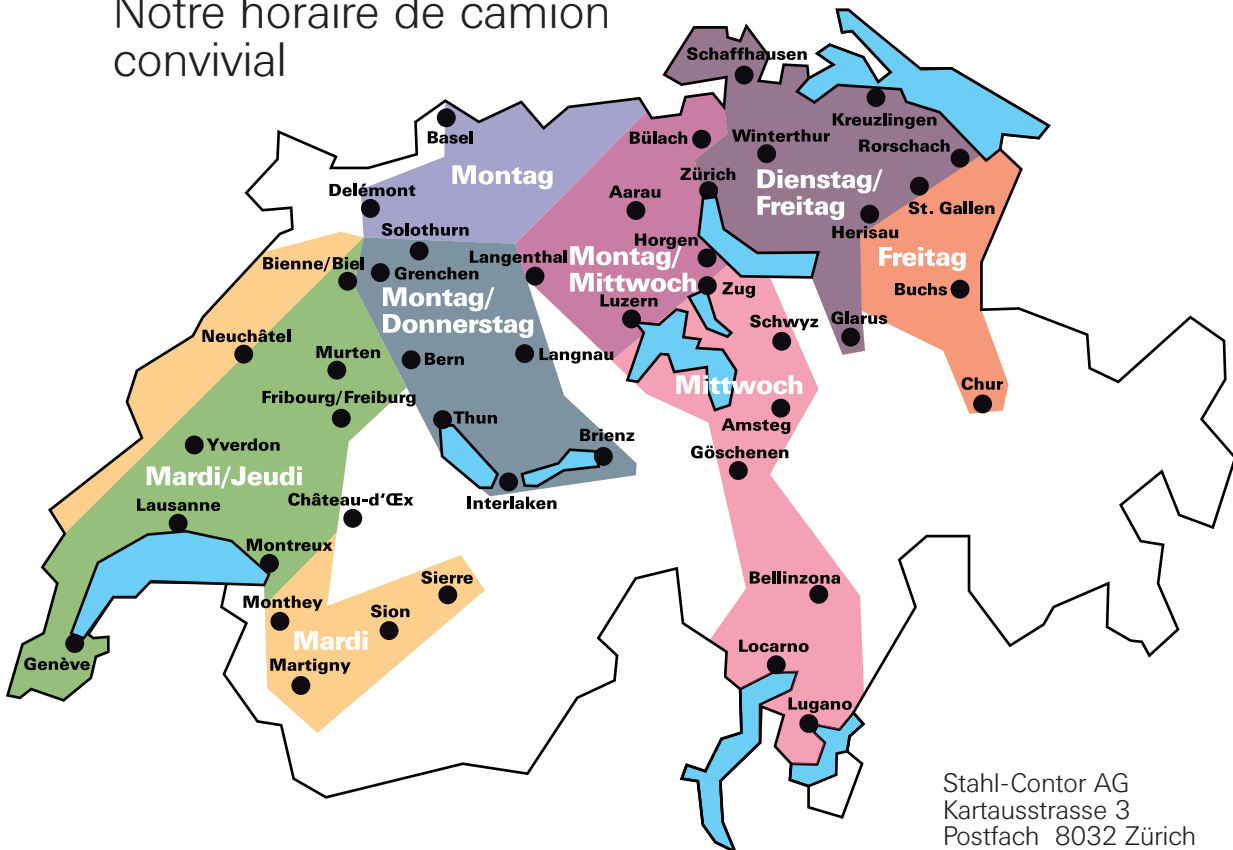 Notre horaire de camion
convivial
Schaffhausen
Kreuzlingen
Basel
Bülach
Winterthur
Rorschach
Montag
Zürich
Dienstag/
Freitag
Delémont
Aarau
St. Gallen
Solothurn
Horgen
Herisau
Bienne/Biel
Grenchen
Langenthal
Montag/
Mittwoch
Freitag
Montag/
Donnerstag
Zug
Buchs
Luzern
Neuchâtel
Schwyz
Glarus
Murten
Bern
Langnau
Mittwoch
Chur
Fribourg/Freiburg
Thun
Amsteg
Yverdon
Brienz
Göschenen
Mardi/Jeudi
Lausanne
Château-d'Œx
Interlaken
Montreux
Sierre
Bellinzona
Monthey
Sion
Mardi
Genève
Martigny
Locarno
Lugano
Stahl-Contor AG
Kartausstrasse 3
Postfach 8032 Zürich